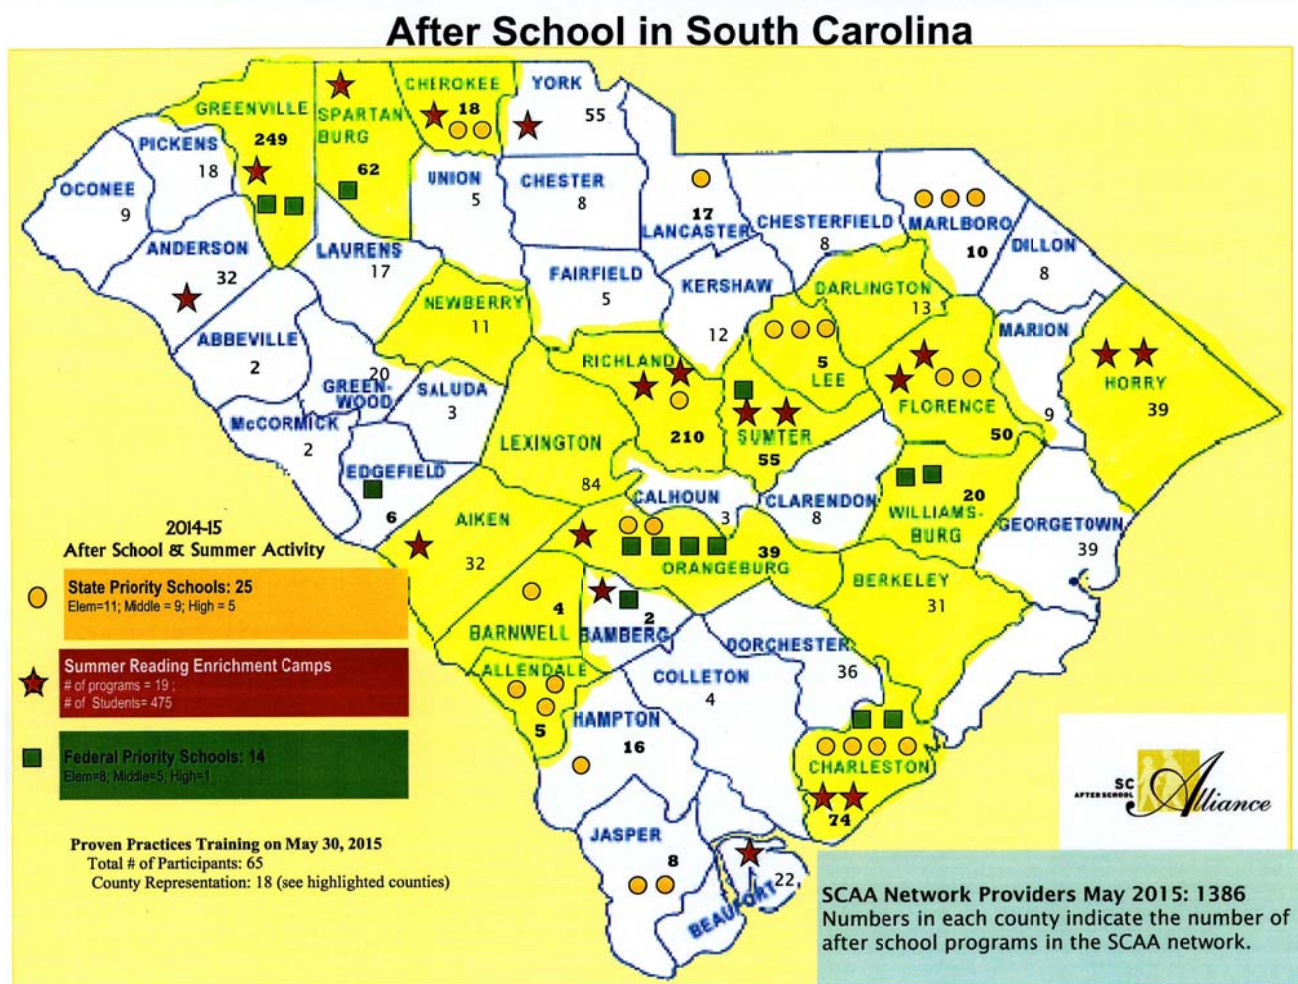 After School in South Carolina
CHEROKEE
18
YORK
55
GREENVILLE
249
SPARTAN
BURG
62
PICKENS
18
OCONEE
9
UNION
5
CHESTER
8
LANCASTER
17
CHESTERFIELD
8
MARLBORO
10
DILLON
8
ANDERSON
32
LAURENS
17
FAIRFIELD
5
KERSHAW
12
NEWBERRY
11
DARLINGTON
13
MARION
9
ABBEVILLE
2
20
GREEN-
WOOD
SALUDA
3
RICHLAND
210
5
LEE
FLORENCE
50
HORRY
39
McCORMICK
2
LEXINGTON
84
SUMTER
55
EDGEFIELD
6
CALHOUN
3
CLARENDON
8
20
WILLIAMS-
BURG
GEORGETOWN
39
AIKEN
32
39
ORANGEBURG
BERKELEY
31
4
BARNWELL
2
BAMBERG
DORCHESTER
36
ALLENDALE
5
COLLETON
4
HAMPTON
16
CHARLESTON
74
JASPER
8
BEAUFORT
22
2014-15
After School & Summer Activity
State Priority Schools: 25
Elem=11; Middle = 9; High = 5
Summer Reading Enrichment Camps
# of programs = 19 ;
# of Students= 475
Federal Priority Schools: 14
Elem=8; Middle=5; High=1
Proven Practices Training on May 30, 2015
Total # of Participants: 65
County Representation: 18 (see highlighted counties)
SC
AFTERSCHOOL
Alliance
SCAA Network Providers May 2015: 1386
Numbers in each county indicate the number of
after school programs in the SCAA network.